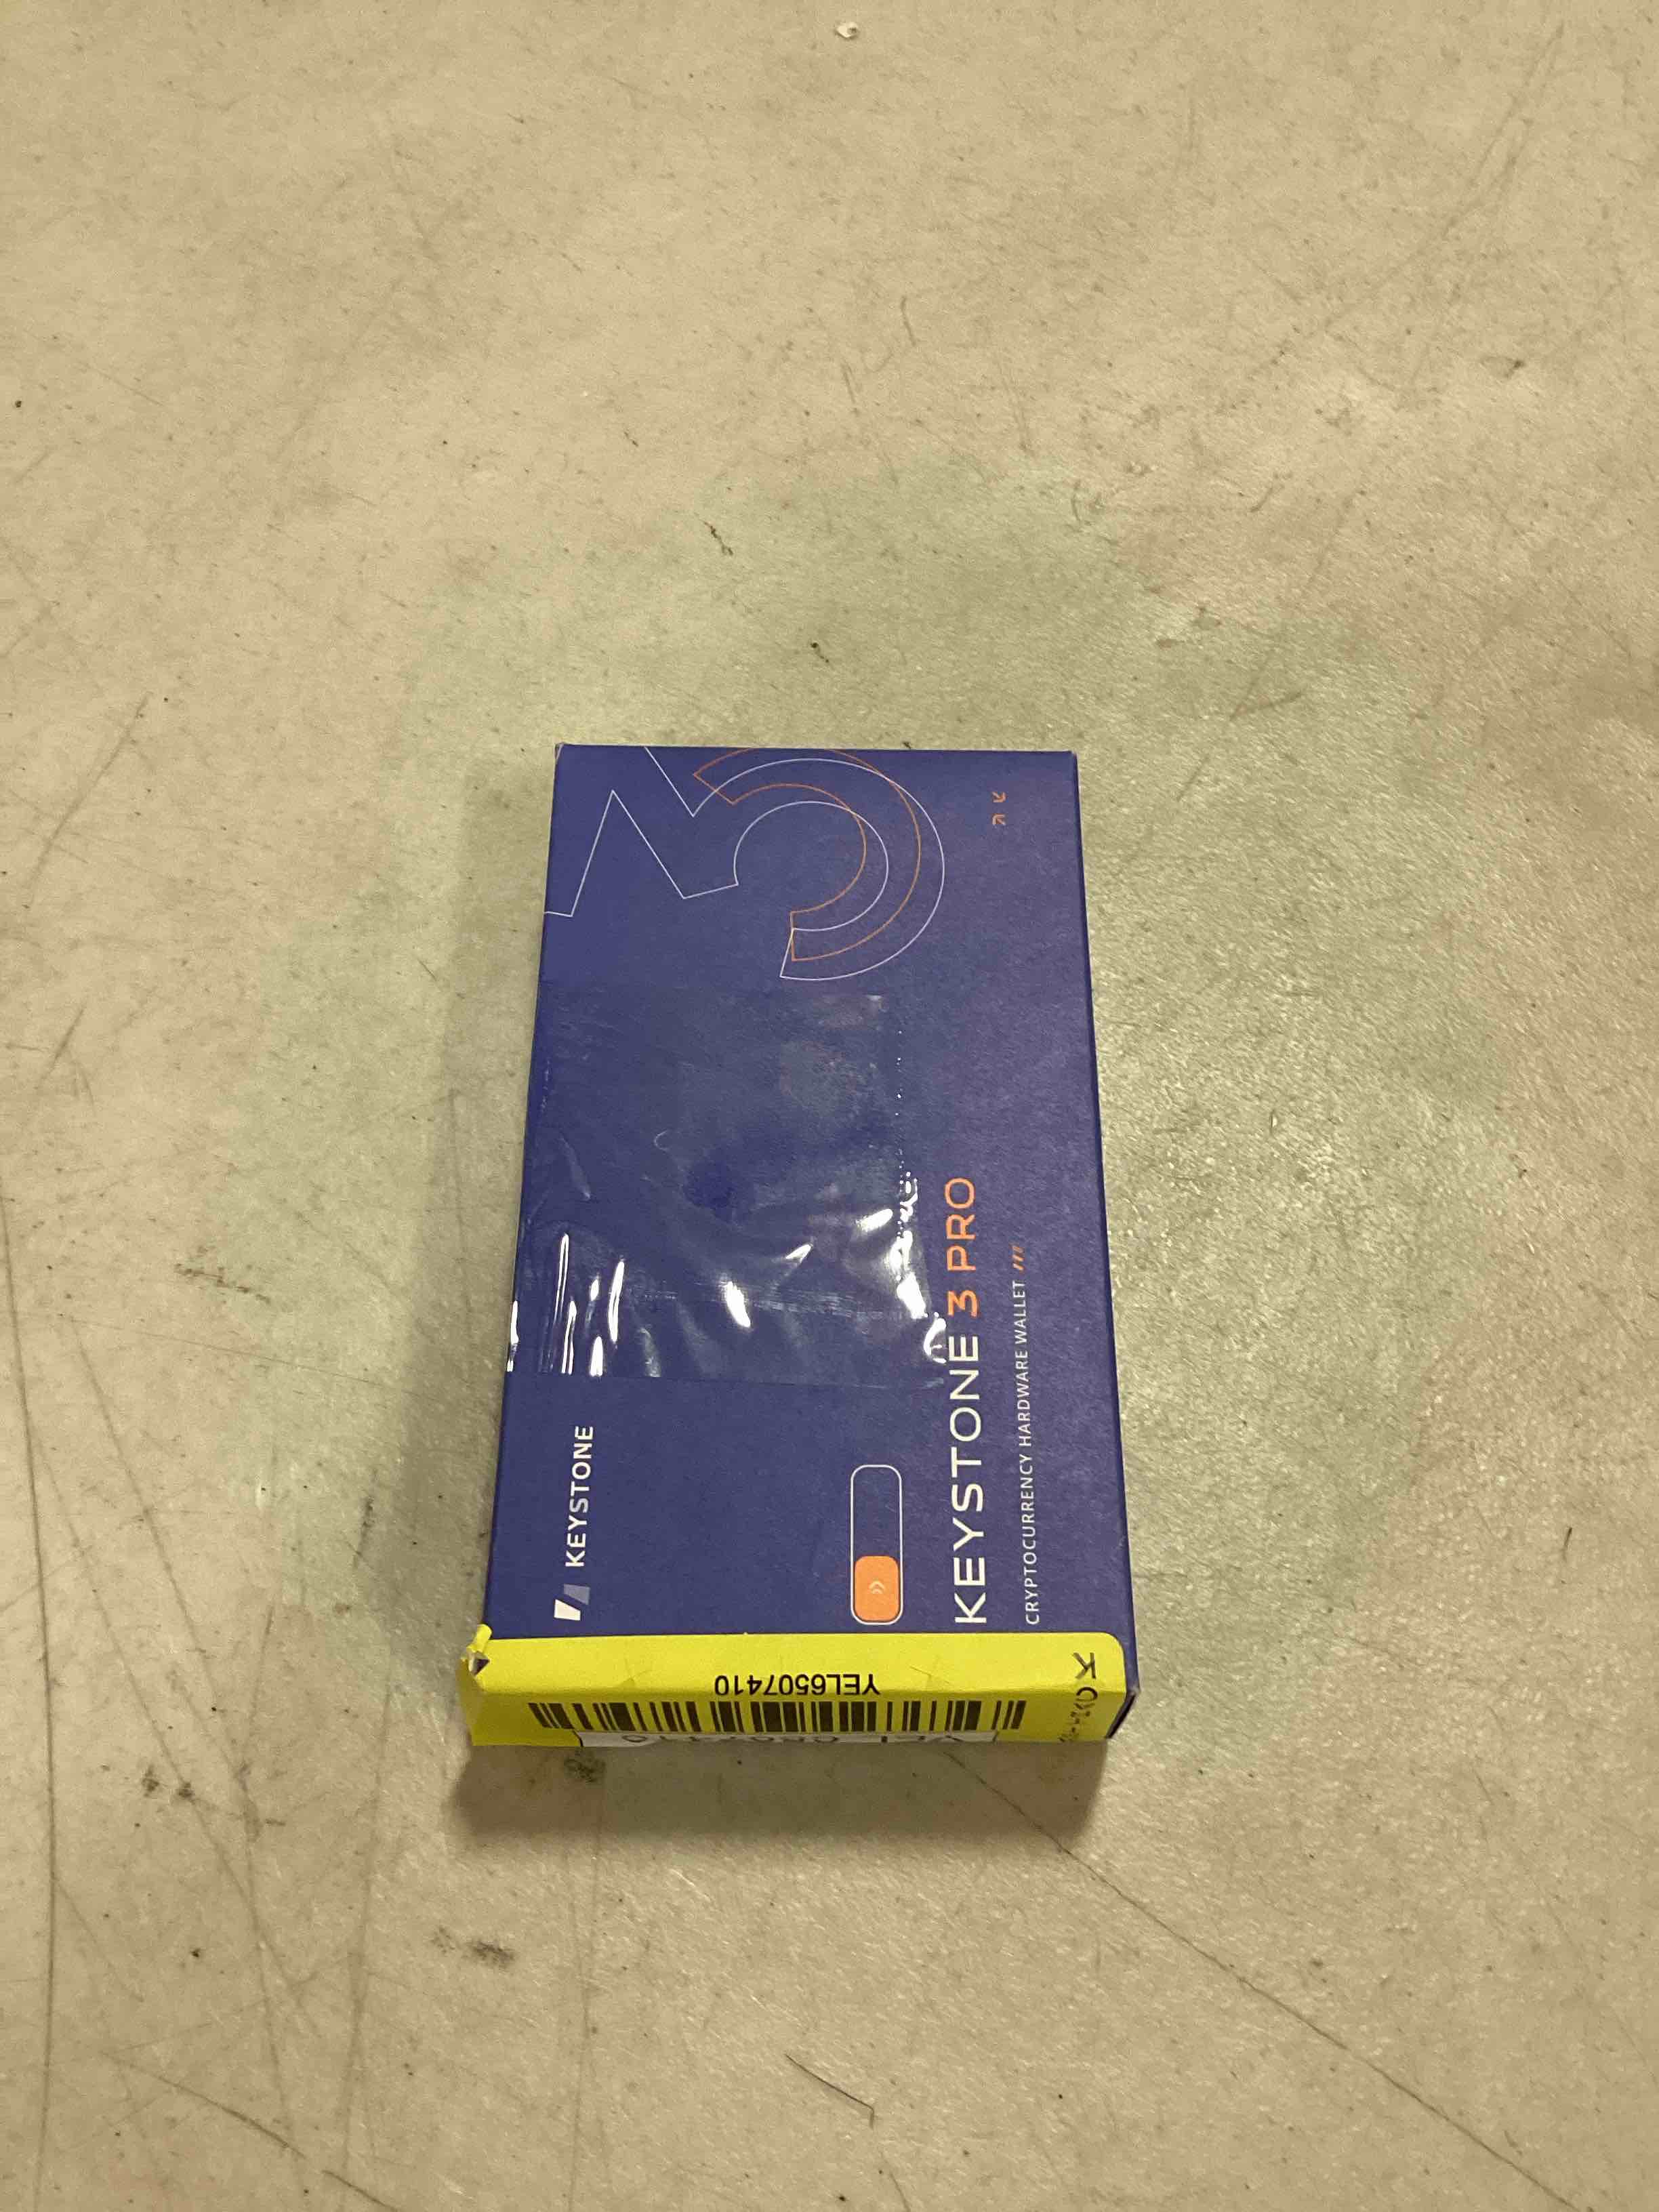 KEYSTONE
KEYSTONE 3 PRO
CRYPTOCURRENCY HARDWARE WALLET
YEL6507410